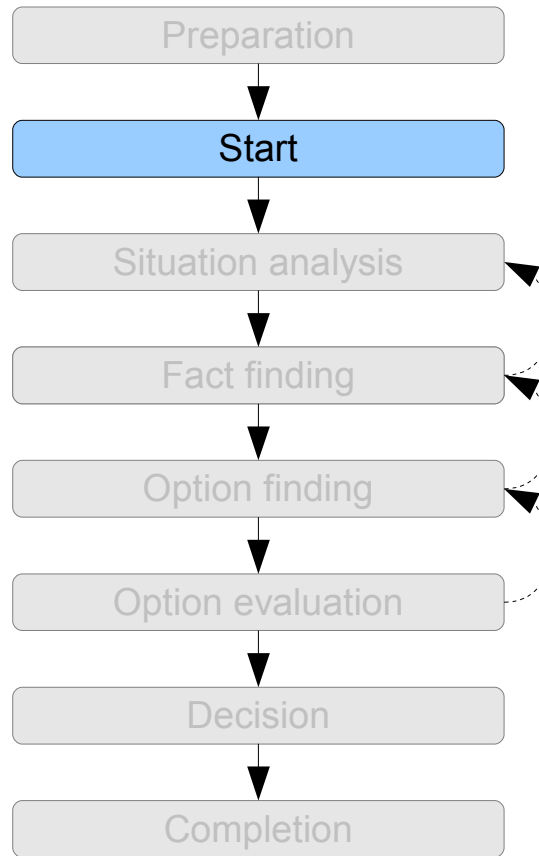 Preparation
Start
Situation analysis
Fact finding
Option finding
Option evaluation
Decision
Completion